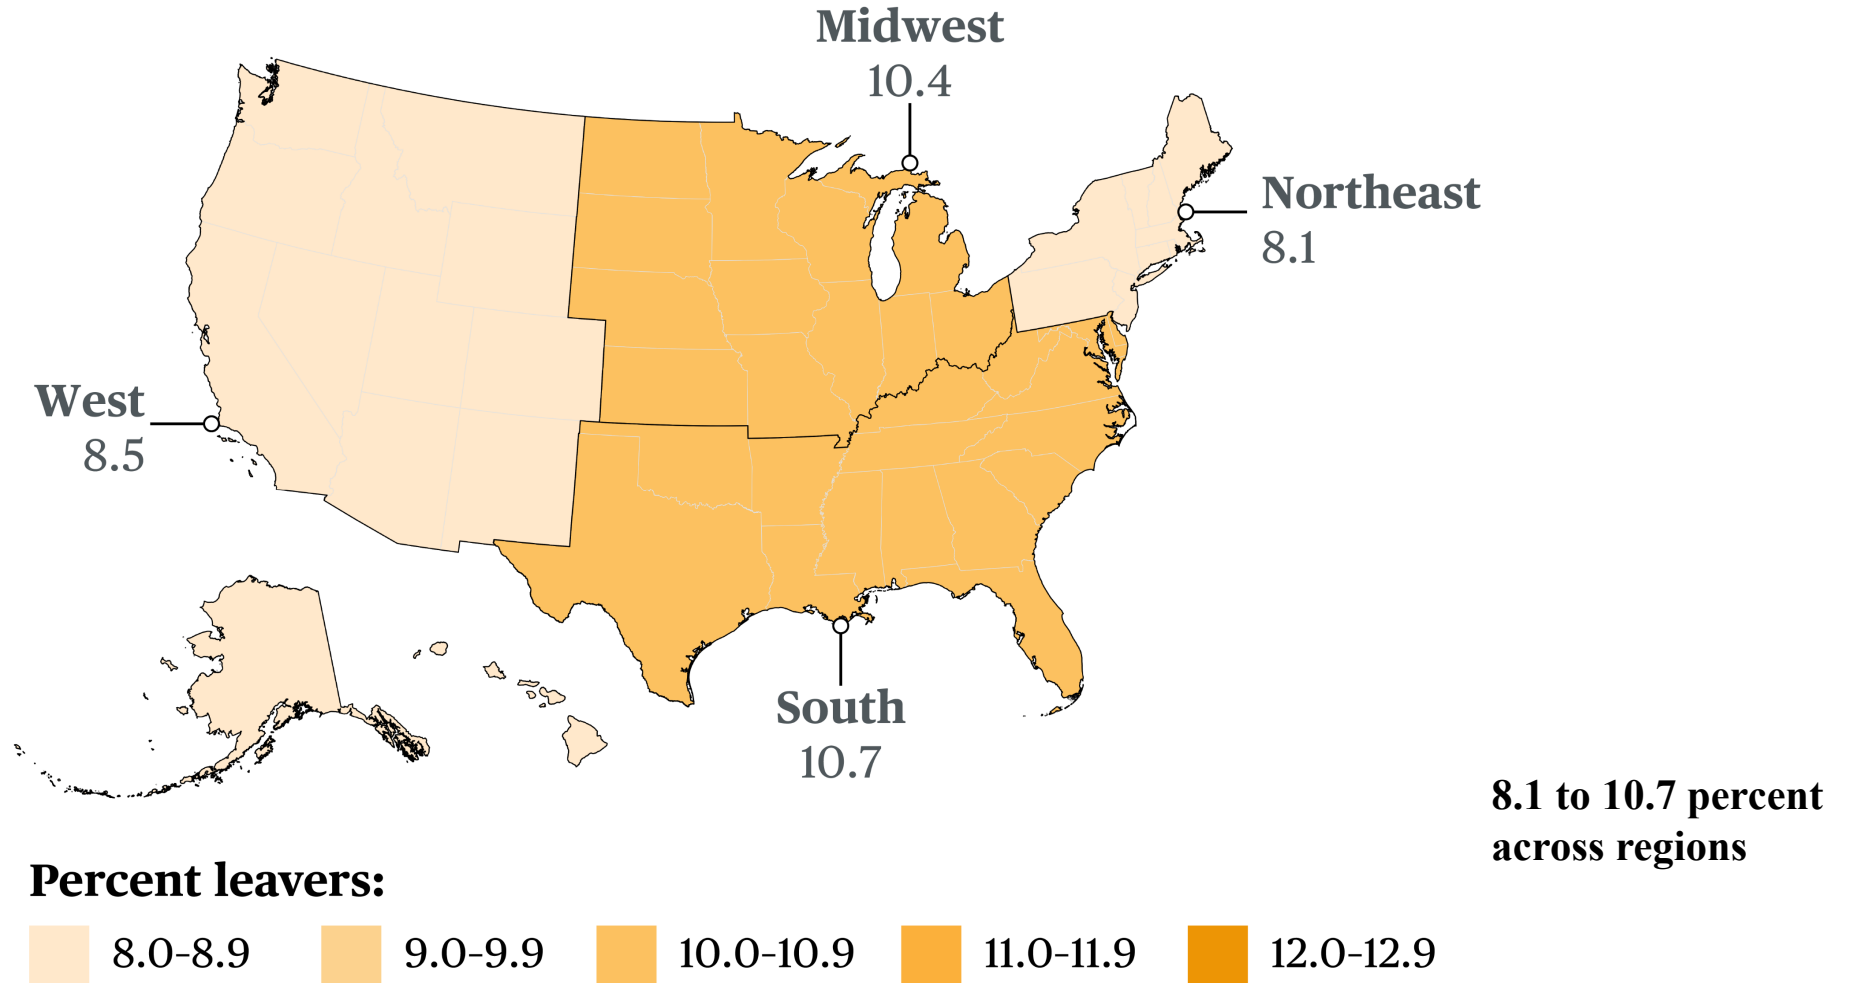 Midwest
10.4
Northeast
8.1
West
8.5
South
10.7
8.1 to 10.7 percent
across regions
Percent leavers:
8.0-8.9
9.0-9.9
10.0-10.9
11.0-11.9
12.0-12.9